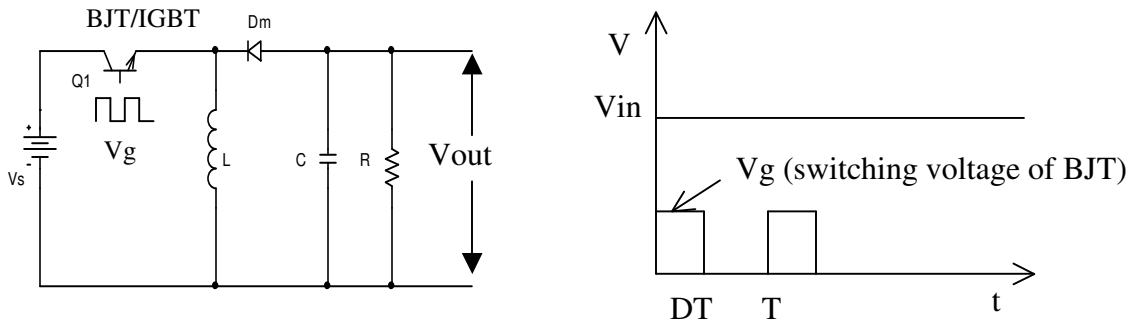 BJT/IGBT
Dm
Q1
Vg
+
-
Vs
L
C
R
Vout
V
Vin
Vg (switching voltage of BJT)
DT
T
t